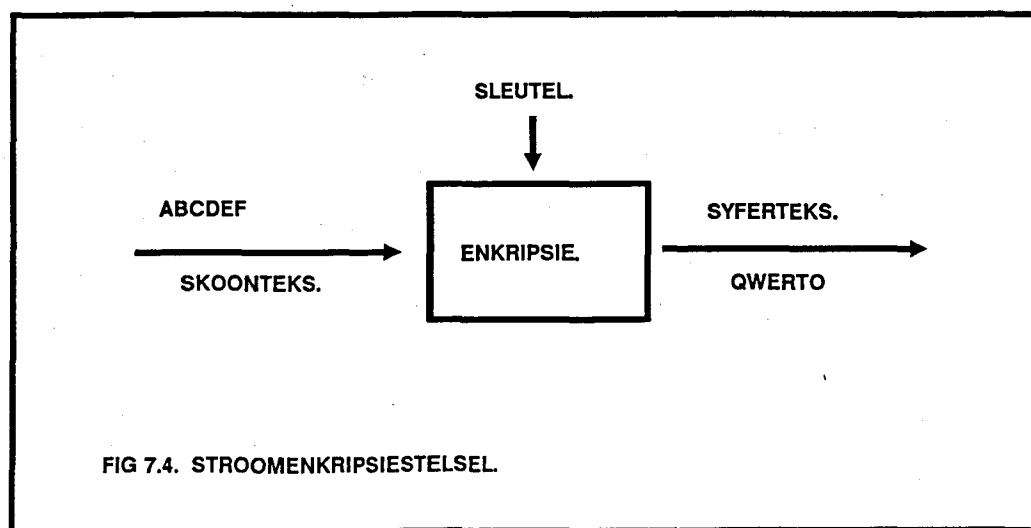 SLEUTEL.
ABCDEF
SKOONTEKS.
ENKRIPSIE.
SYFERTEKS.
QWERTO
FIG 7.4. STROOMENKRIPSIESTELSEL.